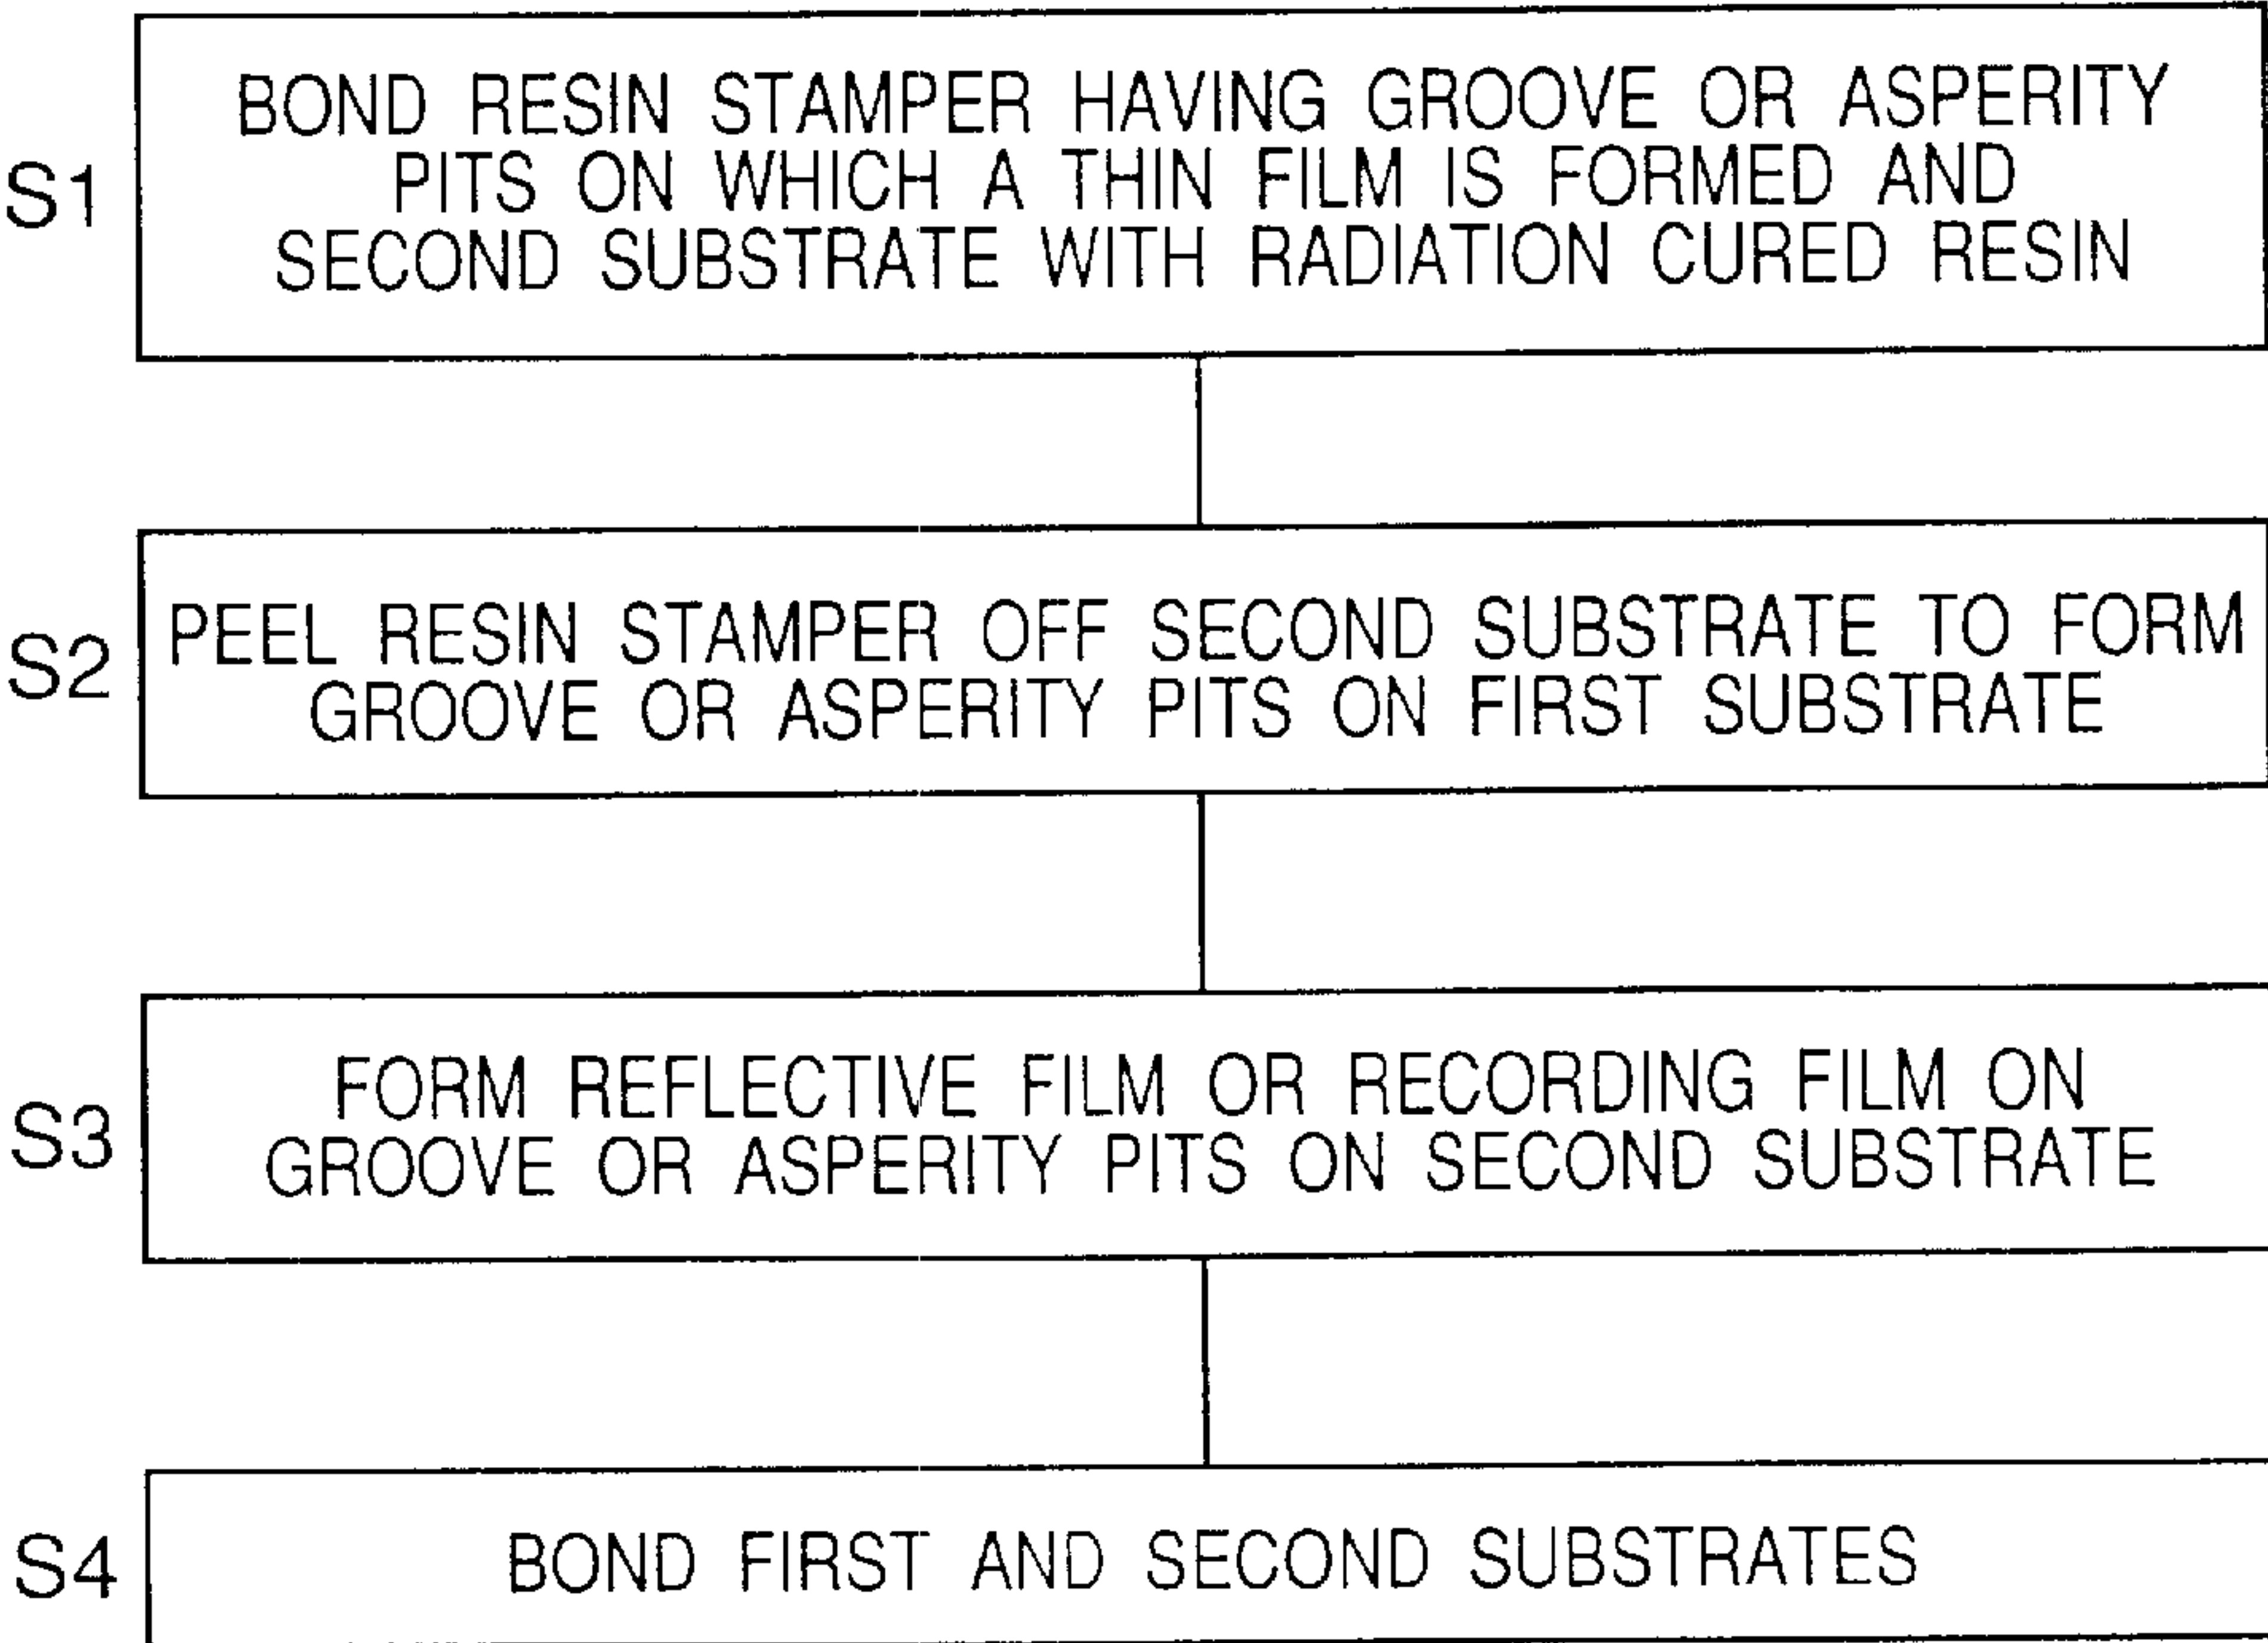 S1
BOND RESIN STAMPER HAVING GROOVE OR ASPERITY
PITS ON WHICH A THIN FILM IS FORMED AND
SECOND SUBSTRATE WITH RADIATION CURED RESIN
S2
PEEL RESIN STAMPER OFF SECOND SUBSTRATE TO FORM
GROOVE OR ASPERITY PITS ON FIRST SUBSTRATE
S3
FORM REFLECTIVE FILM OR RECORDING FILM ON
GROOVE OR ASPERITY PITS ON SECOND SUBSTRATE
S4
BOND FIRST AND SECOND SUBSTRATES